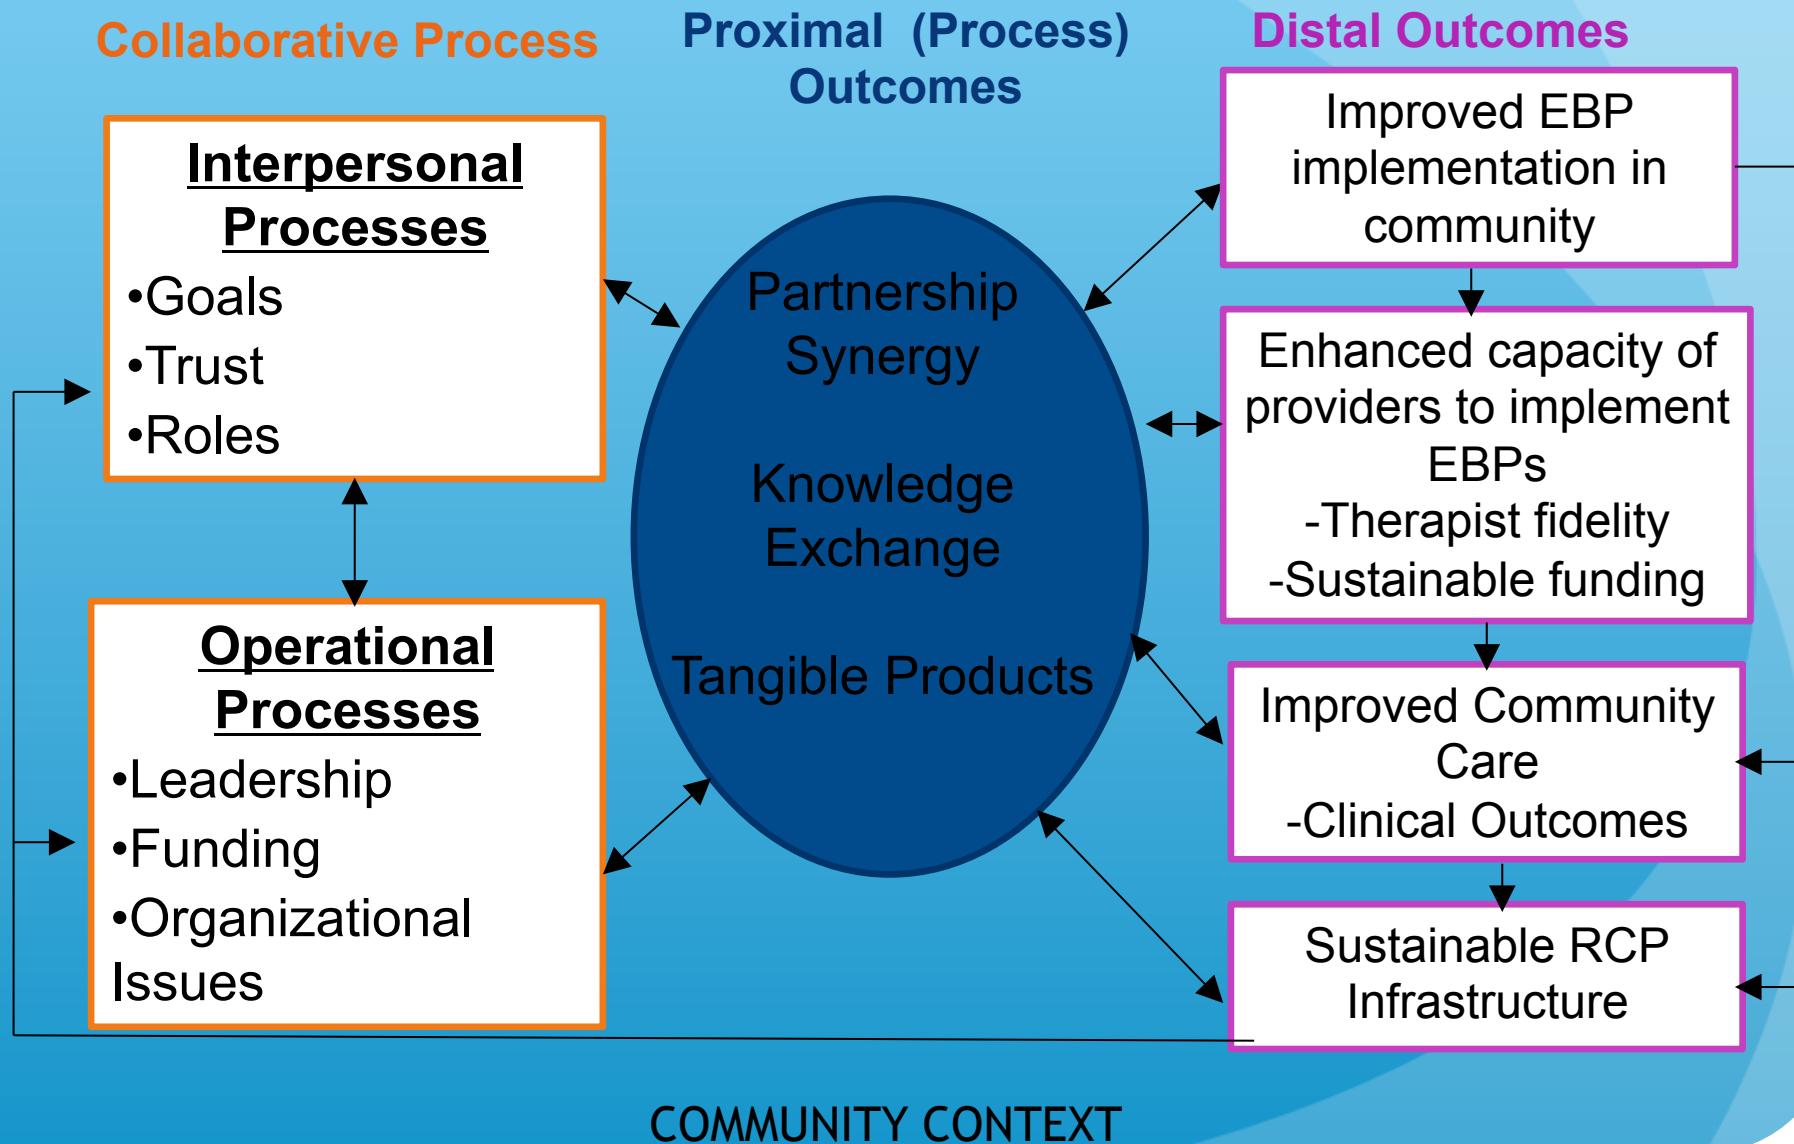 Collaborative Process
Proximal (Process)
Outcomes
Distal Outcomes
Interpersonal
Processes
•Goals
•Trust
•Roles
Operational
Processes
•Leadership
•Funding
•Organizational
Issues
Partnership
Synergy
Knowledge
Exchange
Tangible Products
Improved EBP
implementation in
community
Enhanced capacity of
providers to implement
EBPs
-Therapist fidelity
-Sustainable funding
Improved Community
Care
-Clinical Outcomes
Sustainable RCP
Infrastructure
COMMUNITY CONTEXT